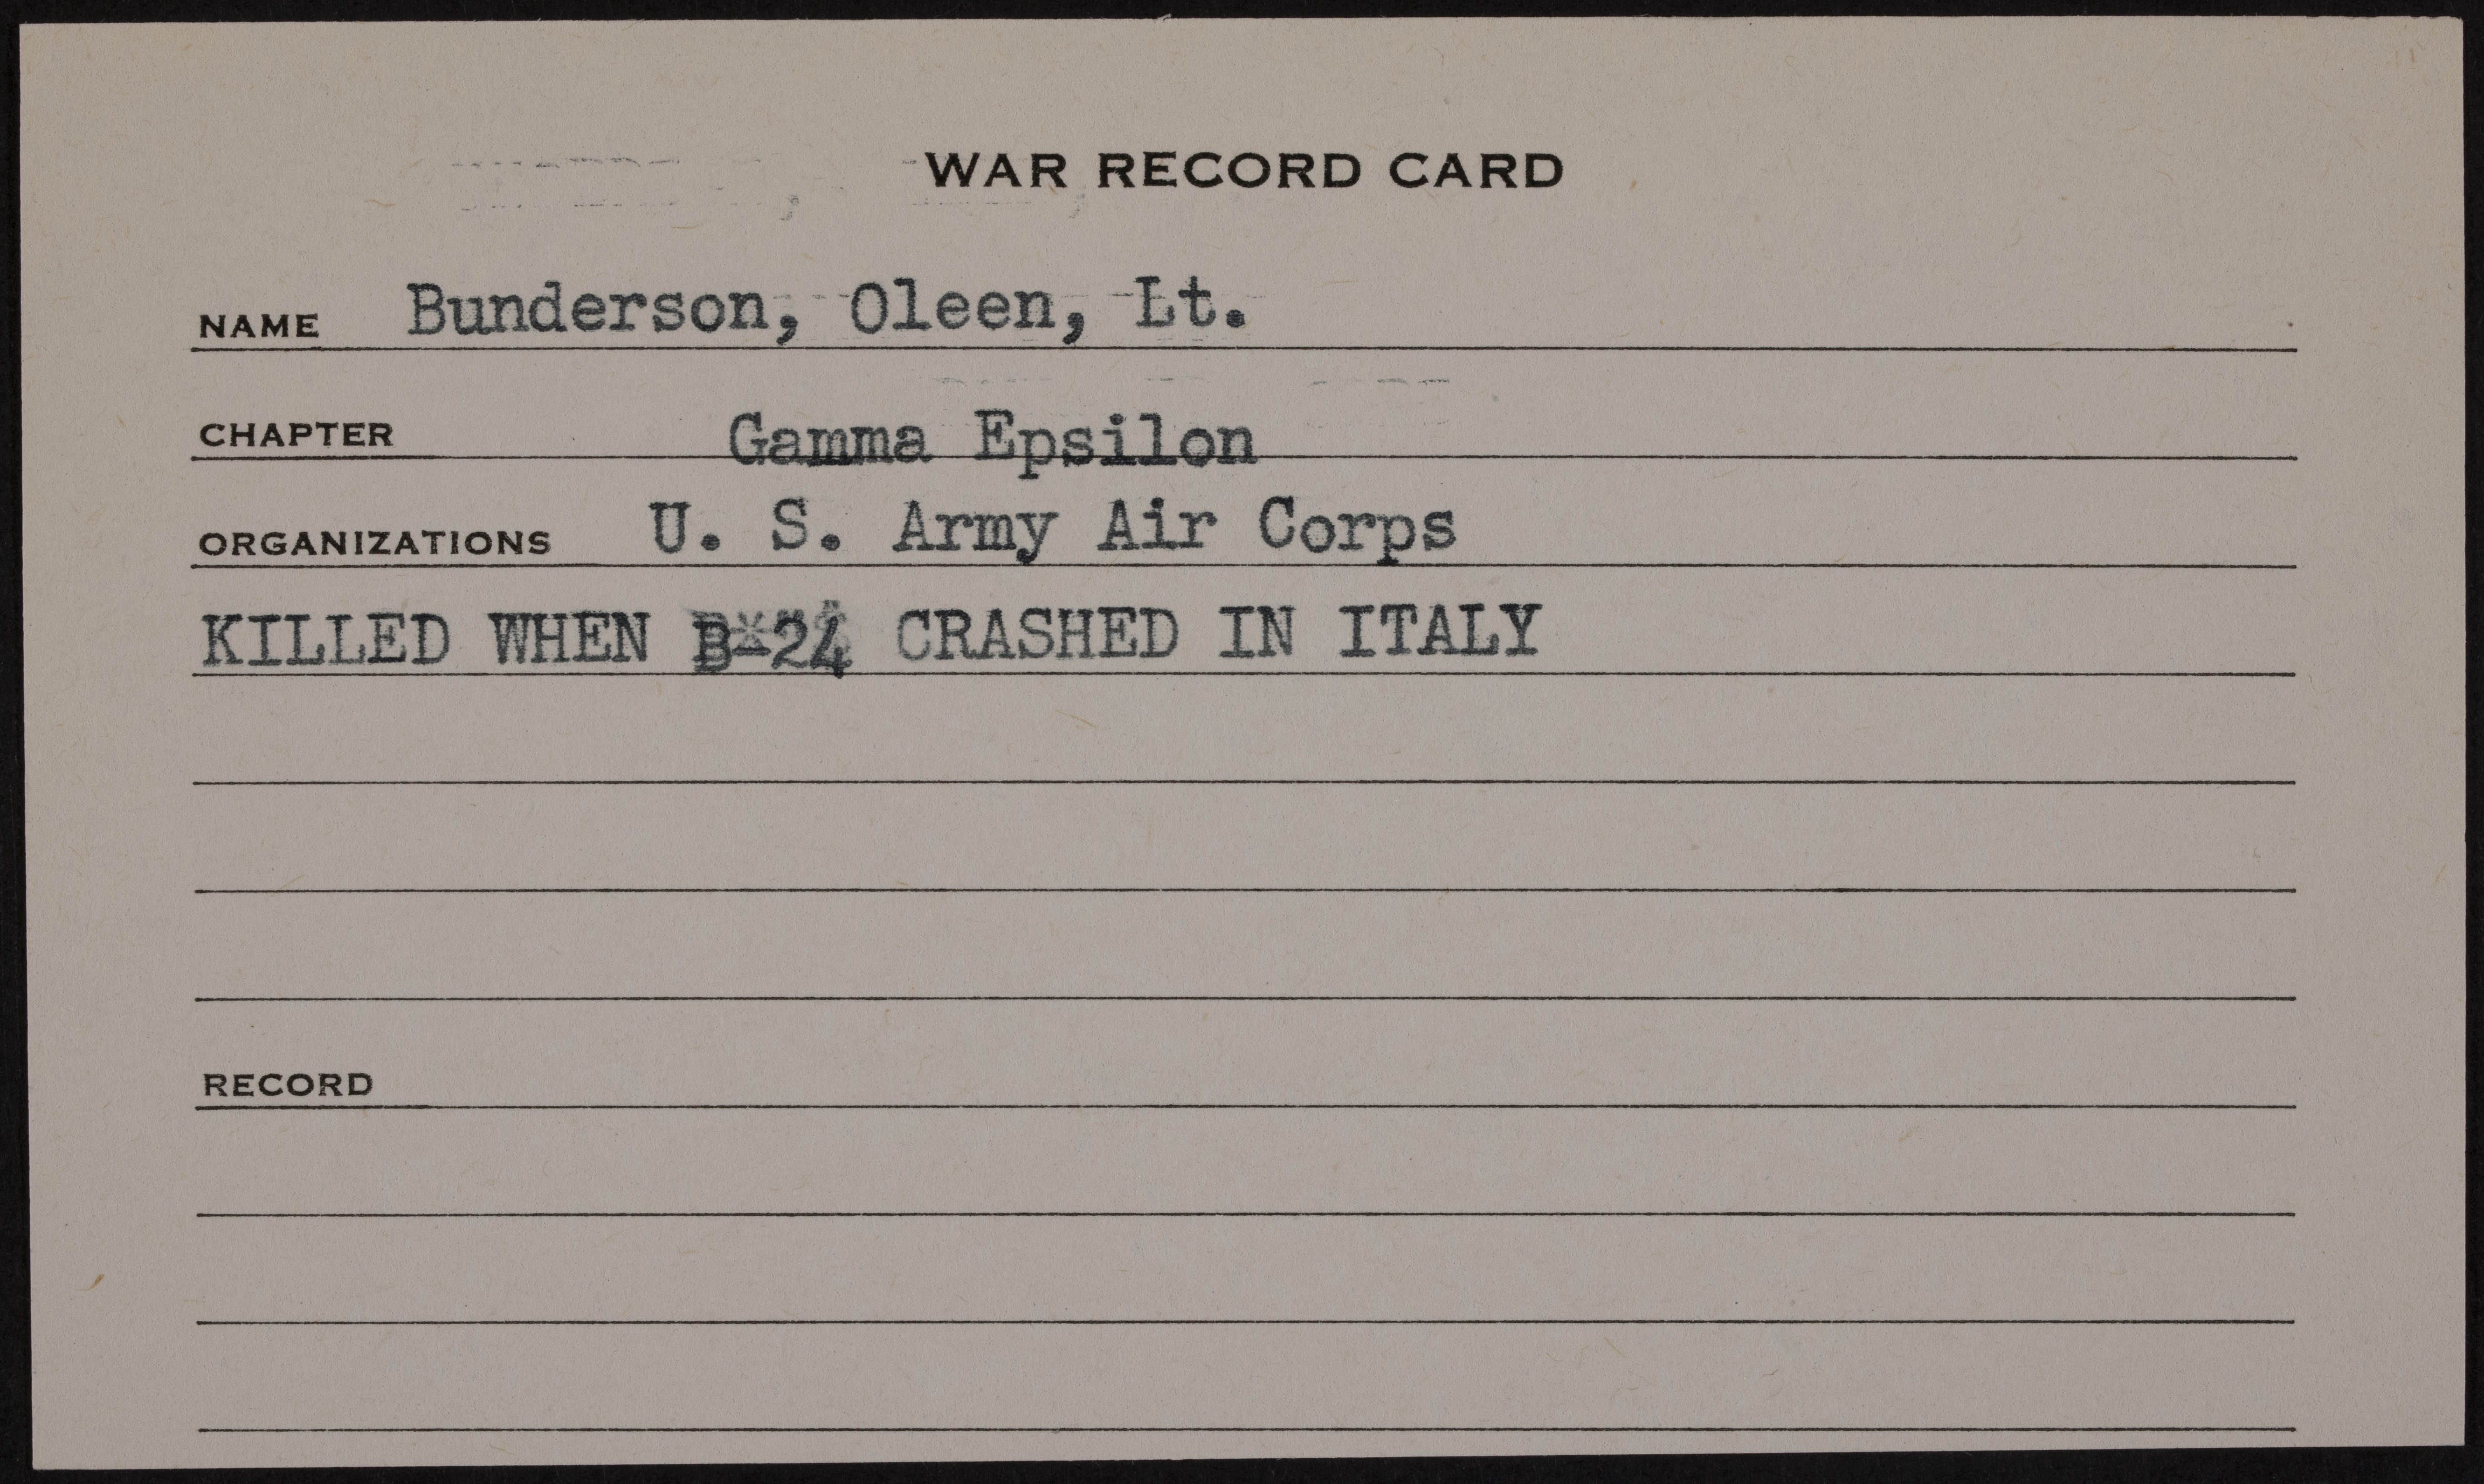 WAR RECORD CARD
NAME Bunderson, Oleen, Lt.
CHAPTER Gamma Epsilon
ORGANIZATIONS U. S. Army Air Corps
KILLED WHEN B-24 CRASHED IN ITALY
RECORD